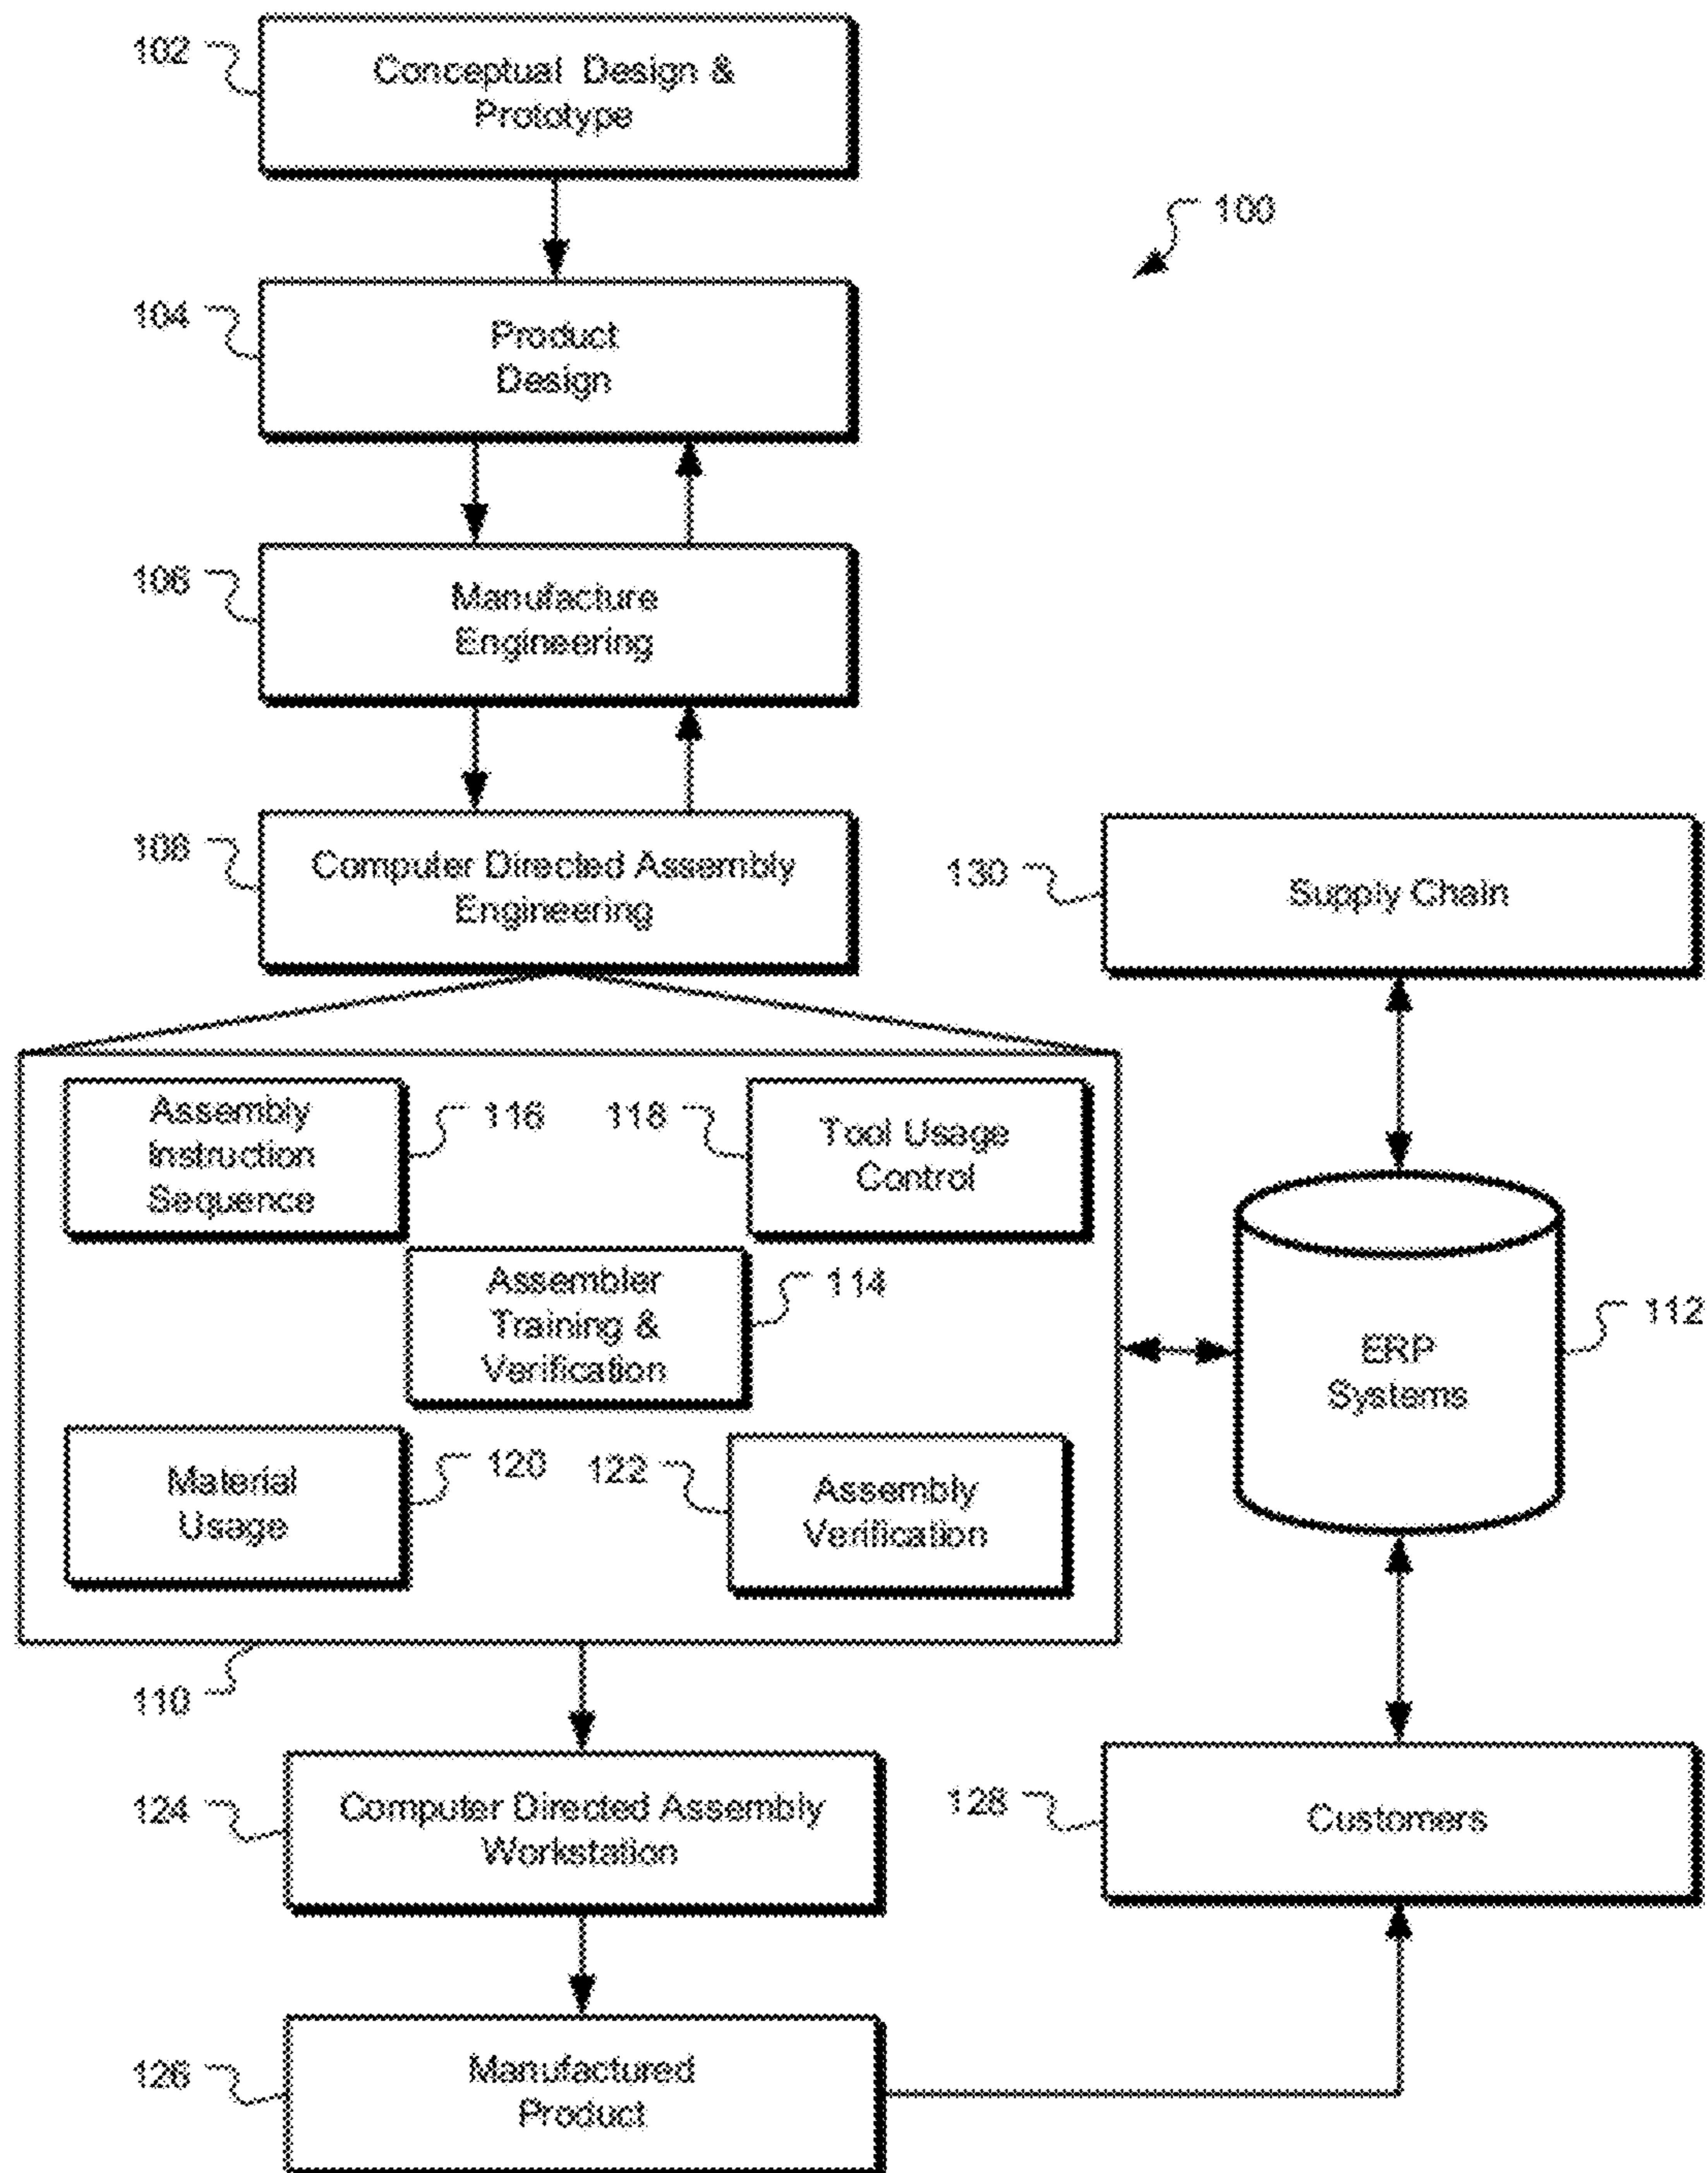 102
Conceptual Design &
Prototype
100
104
Product
Design
106
Manufacture
Engineering
108
Computer Directed Assembly
Engineering
130
Supply Chain
Assembly
Instruction
Sequence
116
118
Tool Usage
Control
Assembler
Training &
Verification
114
ERP
Systems
112
Material
Usage
120
122
Assembly
Verification
110
124
Computer Directed Assembly
Workstation
128
Customers
126
Manufactured
Product